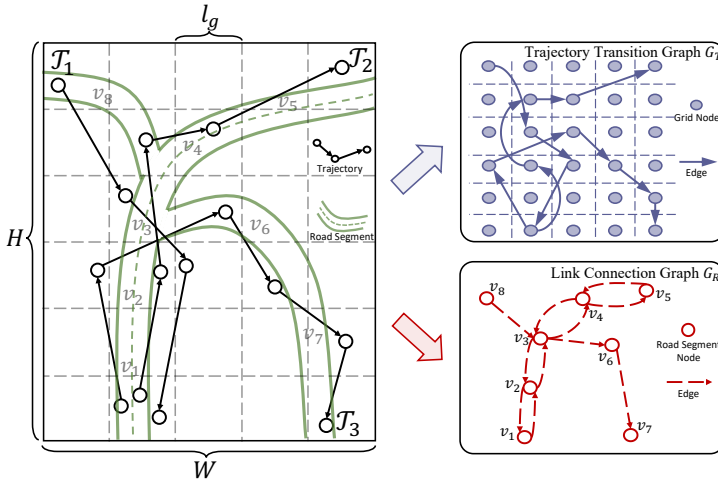 l_g
𝒯_1
𝒯_2
v_8
v_5
v_4
Trajectory
v_3
v_6
Road Segment
H
v_2
v_7
v_1
𝒯_3
W
Trajectory Transition Graph G_T
Grid Node
Edge
Link Connection Graph G_R
v_8
v_5
v_4
v_3
v_6
Road Segment
Node
v_2
Edge
v_1
v_7